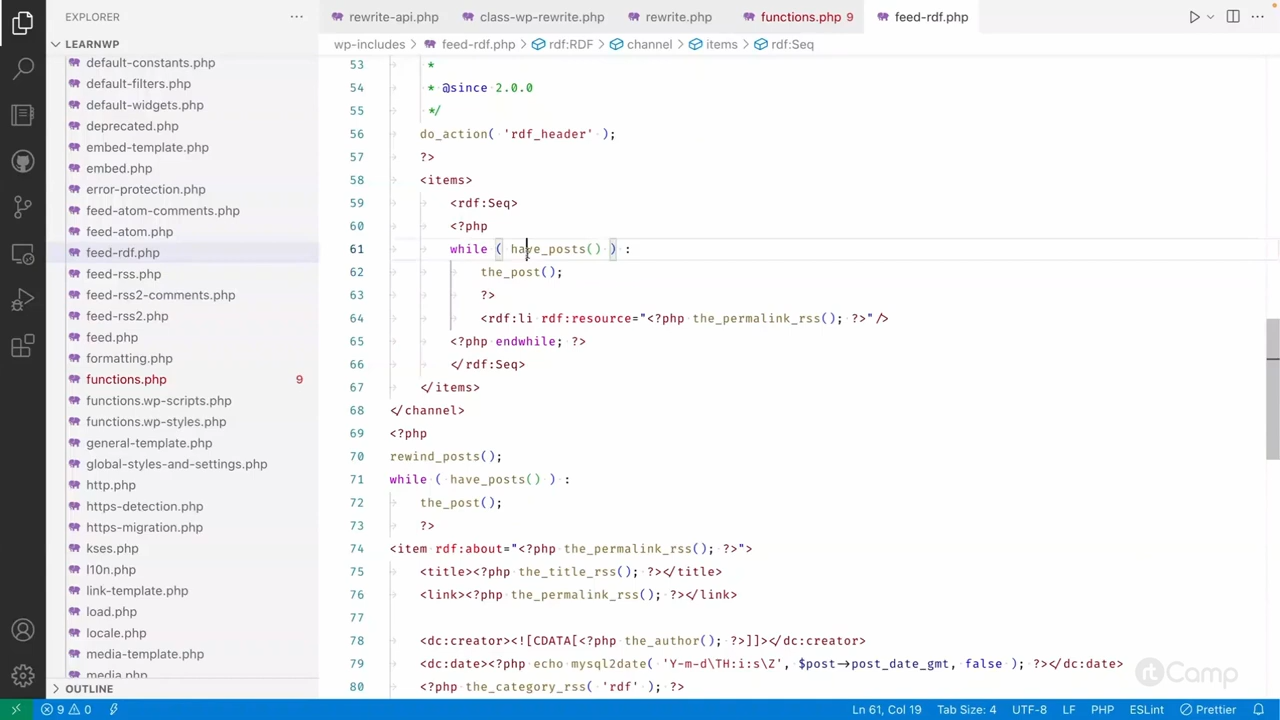 EXPLORER
rewrite-api.php
class-wp-rewrite.php
rewrite.php
functions.php 9
feed-rdf.php
LEARNWP
wp-includes > feed-rdf.php > rdf:RDF > channel > items > rdf:Seq
default-constants.php
default-filters.php
default-widgets.php
deprecated.php
embed-template.php
embed.php
error-protection.php
feed-atom-comments.php
feed-atom.php
feed-rdf.php
feed-rss.php
feed-rss2-comments.php
feed-rss2.php
feed.php
formatting.php
functions.php 9
functions.wp-scripts.php
functions.wp-styles.php
general-template.php
global-styles-and-settings.php
http.php
https-detection.php
https-migration.php
kses.php
l10n.php
link-template.php
load.php
locale.php
media-template.php
media.php
OUTLINE
53 *
54 * @since 2.0.0
55 */
56 do_action( 'rdf_header' );
57 ?>
58 <items>
59 <rdf:Seq>
60 <?php
61 while ( have_posts() ) :
62 the_post();
63 ?>
64 <rdf:li rdf:resource="<?php the_permalink_rss(); ?>"/>
65 <?php endwhile; ?>
66 </rdf:Seq>
67 </items>
68 </channel>
69 <?php
70 rewind_posts();
71 while ( have_posts() ) :
72 the_post();
73 ?>
74 <item rdf:about="<?php the_permalink_rss(); ?>">
75 <title><?php the_title_rss(); ?></title>
76 <link><?php the_permalink_rss(); ?></link>
77
78 <dc:creator><![CDATA[<?php the_author(); ?>]]></dc:creator>
79 <dc:date><?php echo mysql2date( 'Y-m-d\TH:i:s\Z', $post->post_date_gmt, false ); ?></dc:date>
80 <?php the_category_rss( 'rdf' ); ?>
rtCamp
9 0
Ln 61, Col 19
Tab Size: 4
UTF-8
LF
PHP
ESLint
Prettier